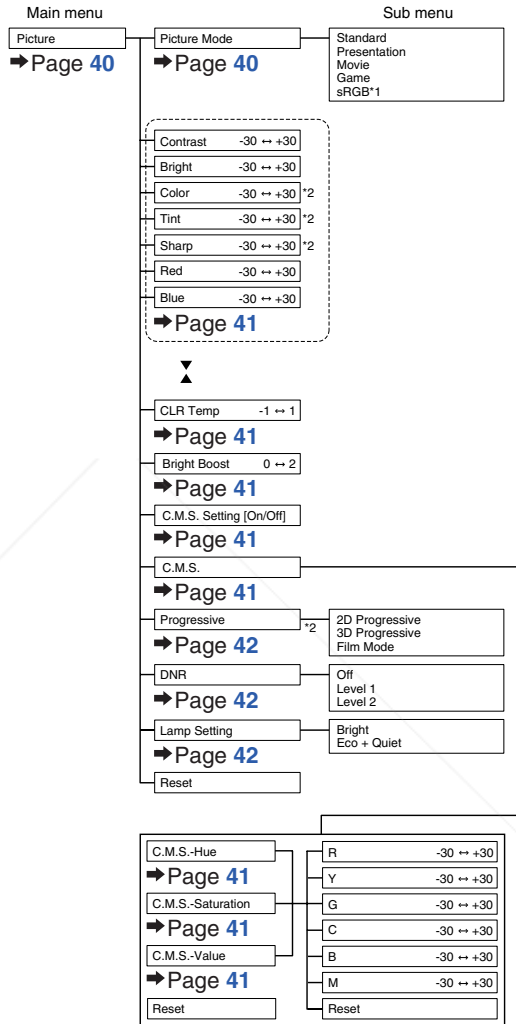 Main menu Sub menu
Picture Picture Mode Standard
➡Page 40 ➡Page 40 Presentation
Movie
Game
sRGB*1
Contrast -30 ↔ +30
Bright -30 ↔ +30
Color -30 ↔ +30 *2
Tint -30 ↔ +30 *2
Sharp -30 ↔ +30 *2
Red -30 ↔ +30
Blue -30 ↔ +30
➡Page 41
CLR Temp -1 ↔ 1
➡Page 41
Bright Boost 0 ↔ 2
➡Page 41
C.M.S. Setting [On/Off]
➡Page 41
C.M.S.
➡Page 41
Progressive *2 2D Progressive
➡Page 42 3D Progressive
Film Mode
DNR Off
➡Page 42 Level 1
Level 2
Lamp Setting Bright
➡Page 42 Eco + Quiet
Reset
C.M.S.-Hue R -30 ↔ +30
➡Page 41 Y -30 ↔ +30
C.M.S.-Saturation G -30 ↔ +30
➡Page 41 C -30 ↔ +30
C.M.S.-Value B -30 ↔ +30
➡Page 41 M -30 ↔ +30
Reset Reset